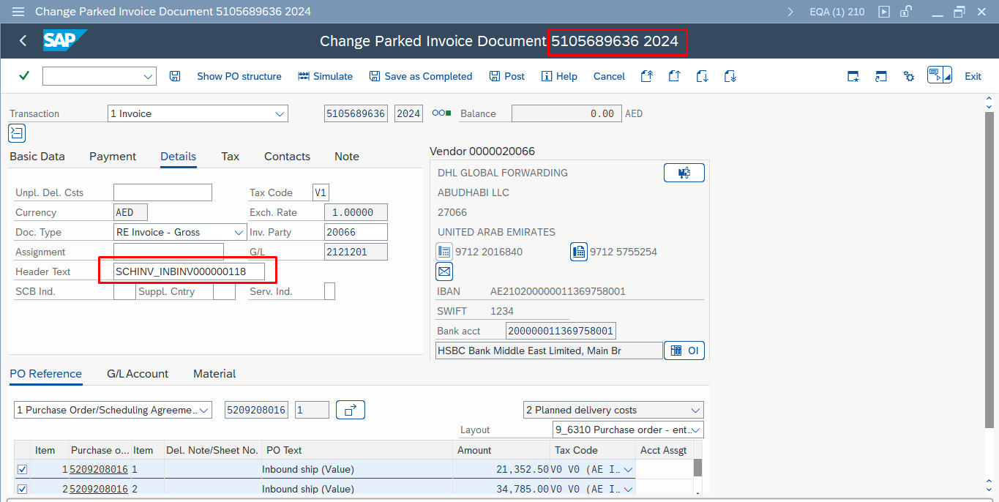 Change Parked Invoice Document 5105689636 2024
EQA (1) 210
SAP
Change Parked Invoice Document 5105689636 2024
Show PO structure Simulate Save as Completed Post Help Cancel Exit
Transaction 1 Invoice 5105689636 2024 Balance 0.00 AED
Basic Data Payment Details Tax Contacts Note
Unpl. Del. Csts Tax Code V1
Currency AED Exch. Rate 1.00000
Doc. Type RE Invoice - Gross Inv. Party 20066
Assignment G/L 2121201
Header Text SCHINV_INBINV000000118
SCB Ind. Suppl. Cntry Serv. Ind.
Vendor 0000020066
DHL GLOBAL FORWARDING
ABUDHABI LLC
27066
UNITED ARAB EMIRATES
9712 2016840 9712 5755254
IBAN AE210200000011369758001
SWIFT 1234
Bank acct 200000011369758001
HSBC Bank Middle East Limited, Main Br OI
PO Reference G/L Account Material
1 Purchase Order/Scheduling Agreeme... 5209208016 1 2 Planned delivery costs
Layout 9_6310 Purchase order - ent...
Item Purchase o... Item Del. Note/Sheet No. PO Text Amount Tax Code Acct Assgt
1 5209208016 1 Inbound ship (Value) 21,352.50 V0 V0 (AE I...
2 5209208016 2 Inbound ship (Value) 34,785.00 V0 V0 (AE I...